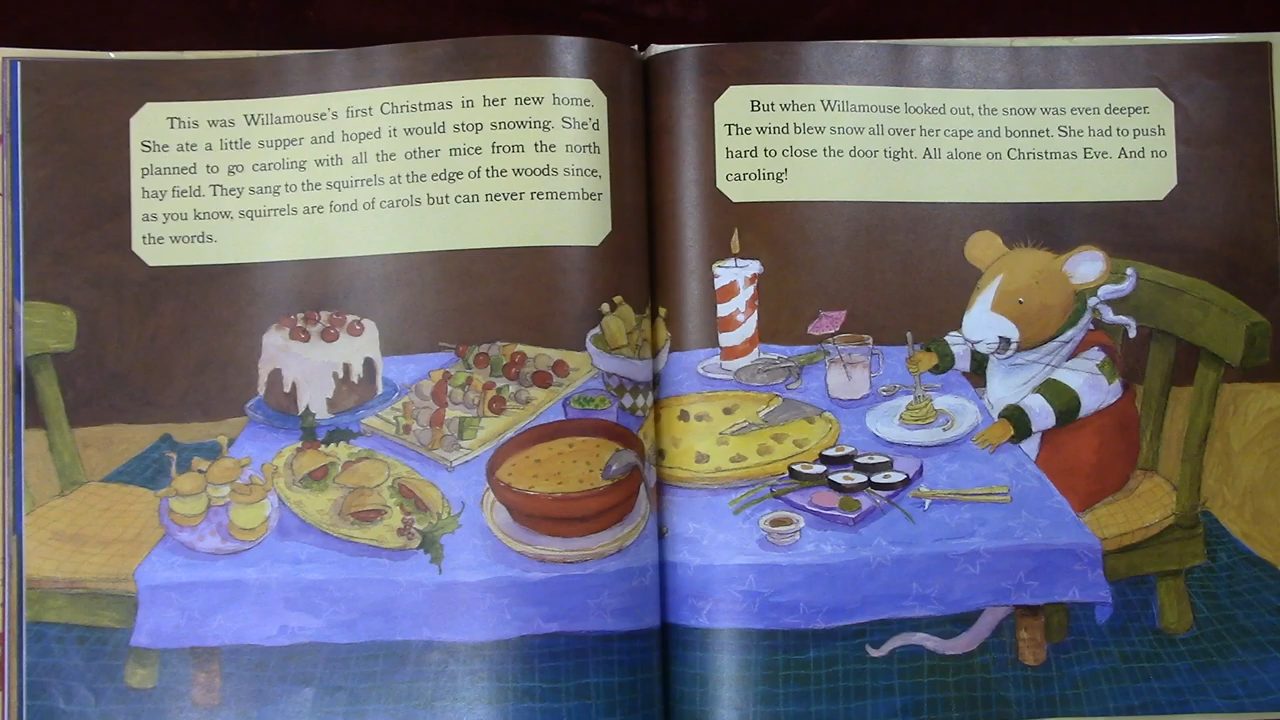 This was Willamouse's first Christmas in her new home.
She ate a little supper and hoped it would stop snowing. She'd
planned to go caroling with all the other mice from the north
hay field. They sang to the squirrels at the edge of the woods since,
as you know, squirrels are fond of carols but can never remember
the words.
But when Willamouse looked out, the snow was even deeper.
The wind blew snow all over her cape and bonnet. She had to push
hard to close the door tight. All alone on Christmas Eve. And no
caroling!